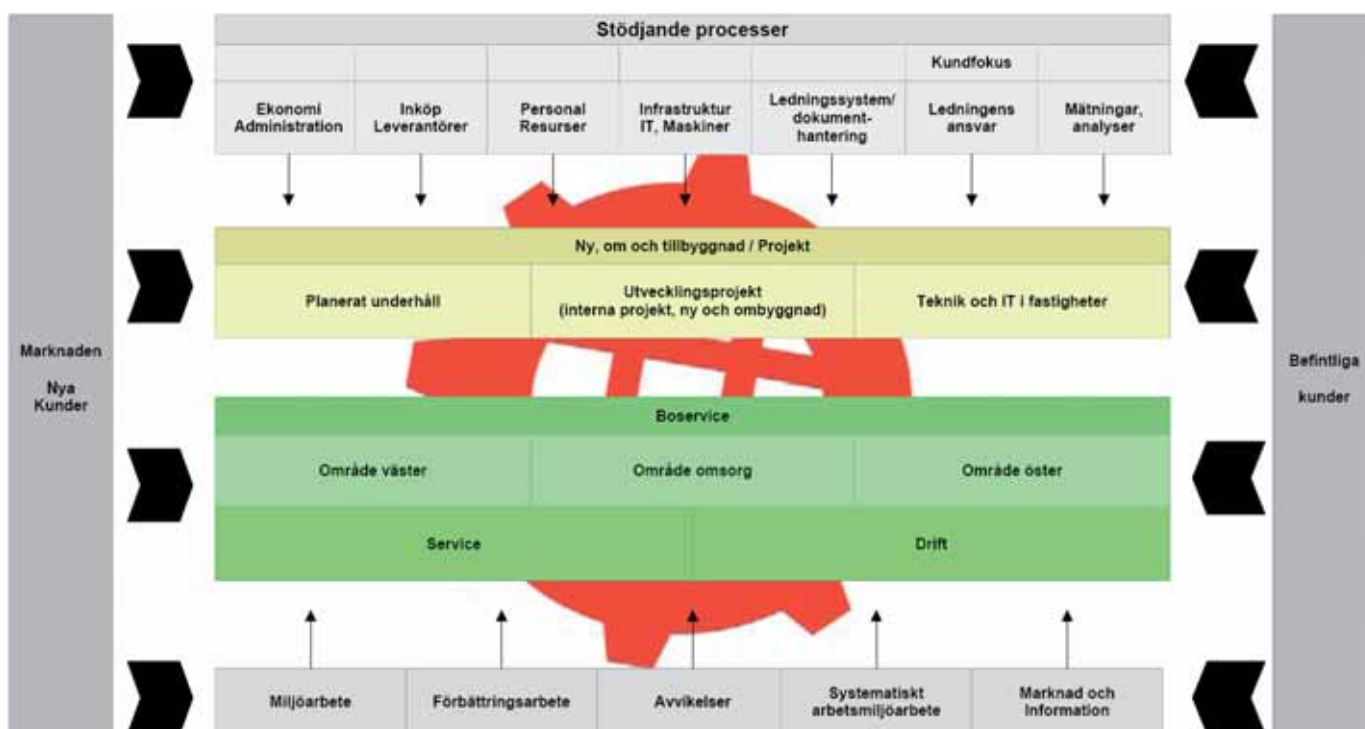 Stödjande processer
Kundfokus
Ekonomi
Administration
Inköp
Leverantörer
Personal
Resurser
Infrastruktur
IT, Maskiner
Ledningssystem/
dokument-
hantering
Ledningens
ansvar
Mätningar,
analyser
Ny, om och tillbyggnad / Projekt
Planerat underhåll
Utvecklingsprojekt
(interna projekt, ny och ombyggnad)
Teknik och IT i fastigheter
Marknaden
Nya
Kunder
Befintliga
kunder
Boservice
Område väster
Område omsorg
Område öster
Service
Drift
Miljöarbete
Förbättringsarbete
Avvikelser
Systematiskt
arbetsmiljöarbete
Marknad och
Information